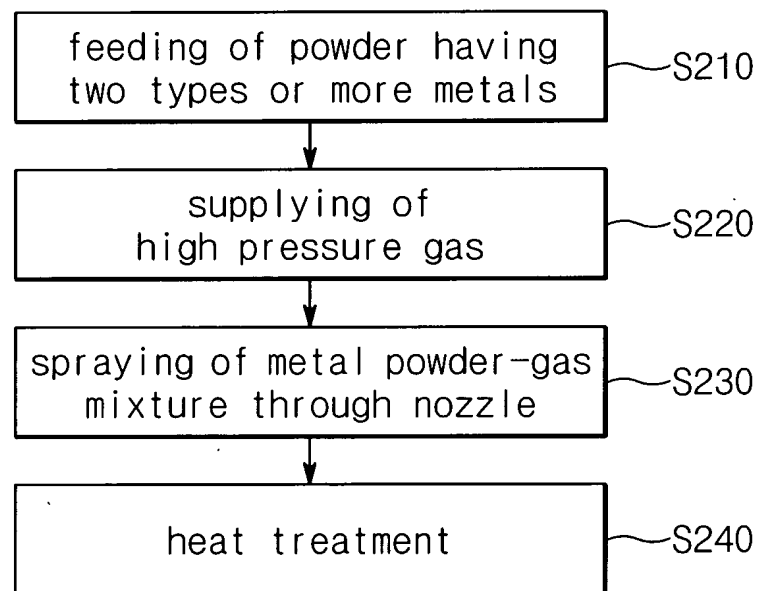 feeding of powder having
two types or more metals
S210
supplying of
high pressure gas
S220
spraying of metal powder-gas
mixture through nozzle
S230
heat treatment
S240